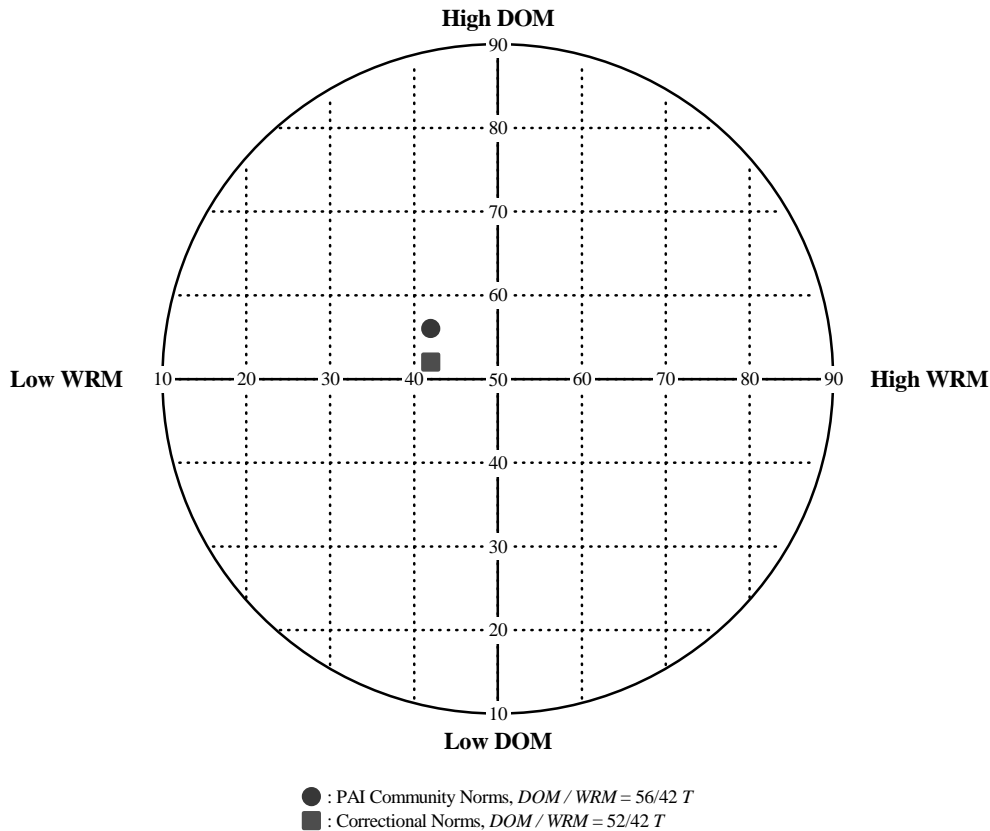 High DOM
90
80
70
60
Low WRM 10 20 30 40 50 60 70 80 90 High WRM
40
30
20
10
Low DOM
: PAI Community Norms, DOM / WRM = 56/42 T
: Correctional Norms, DOM / WRM = 52/42 T